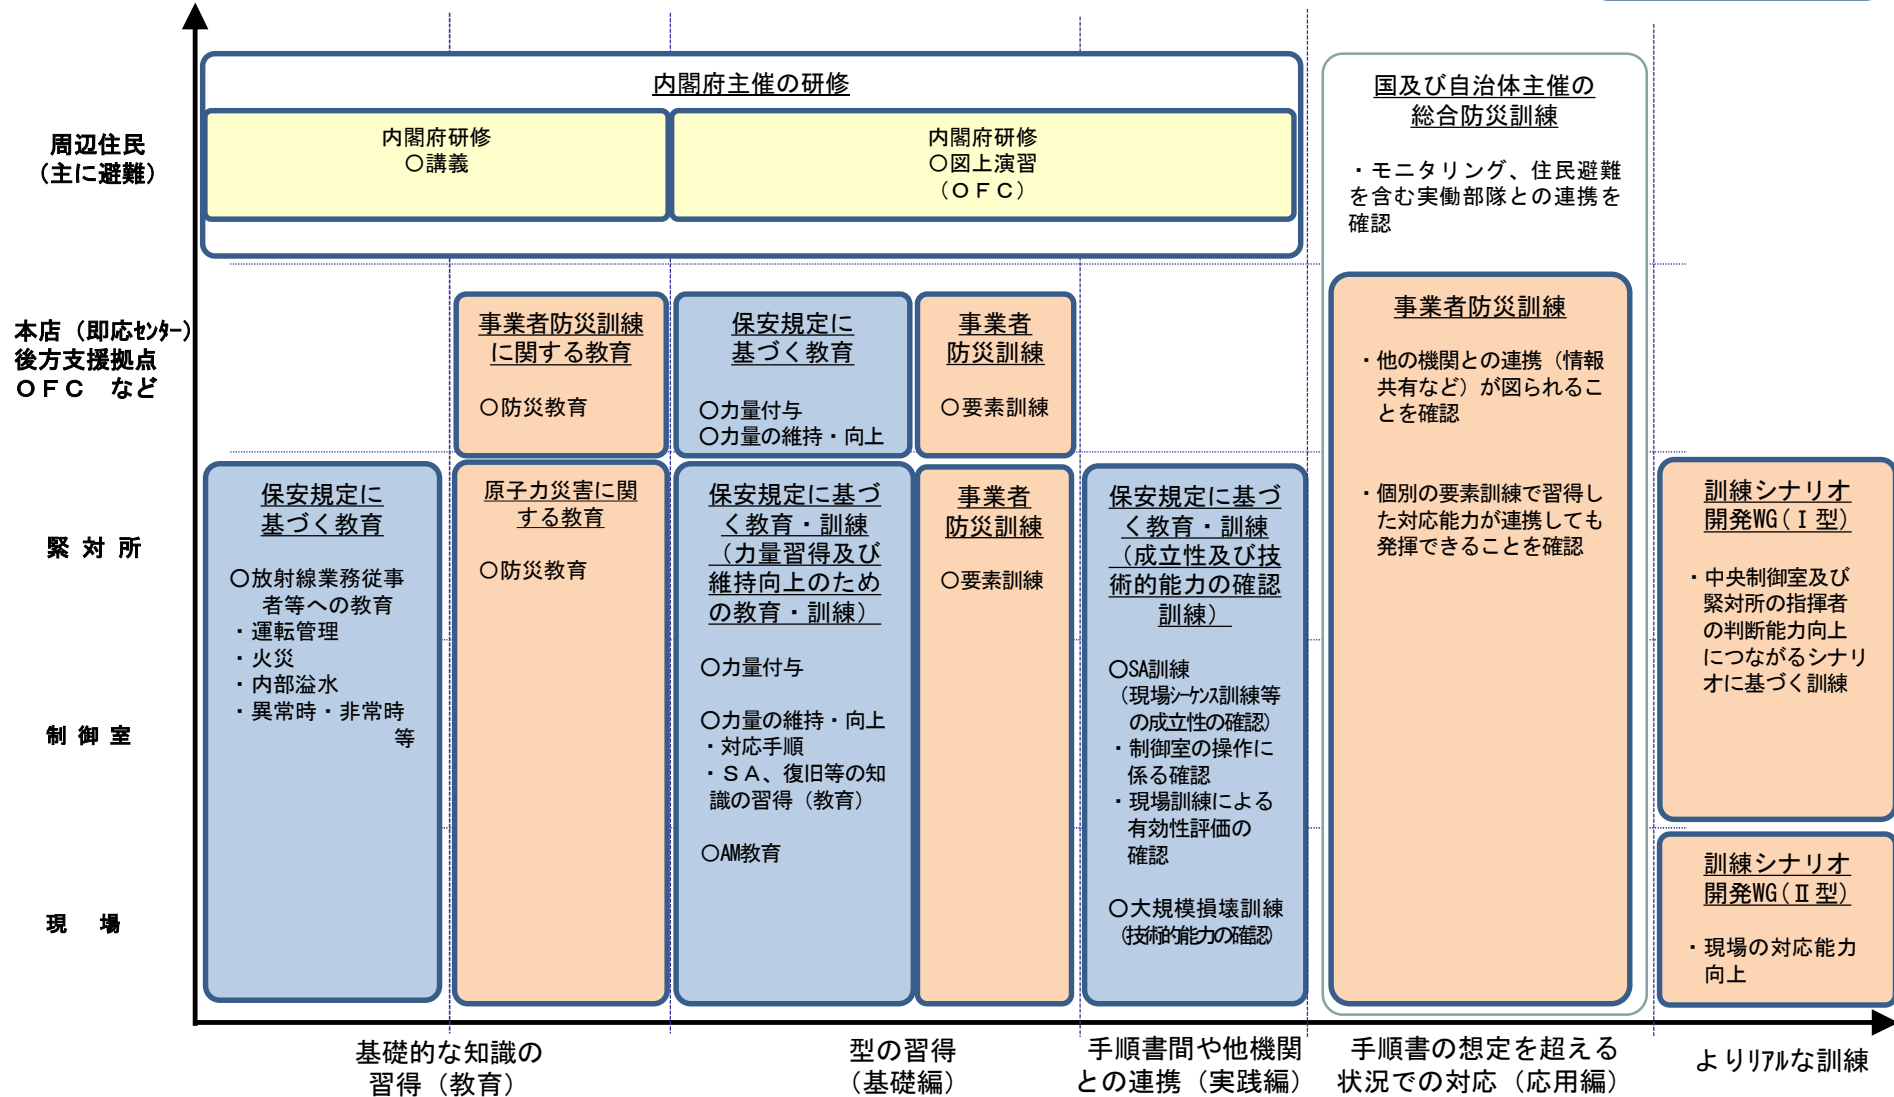 内閣府主催の研修
内閣府研修
〇講義
内閣府研修
〇図上演習
（ＯＦＣ）
国及び自治体主催の
総合防災訓練
・モニタリング、住民避難
を含む実働部隊との連携を
確認
周辺住民
（主に避難）
本店（即応ｾﾝﾀｰ）
後方支援拠点
ＯＦＣ　など
事業者防災訓練
に関する教育
〇防災教育
保安規定に
基づく教育
〇力量付与
〇力量の維持・向上
事業者
防災訓練
〇要素訓練
事業者防災訓練
・他の機関との連携（情報
共有など）が図られるこ
とを確認
・個別の要素訓練で習得し
た対応能力が連携しても
発揮できることを確認
緊 対 所
制 御 室
現　場
保安規定に
基づく教育
〇放射線業務従事
者等への教育
・運転管理
・火災
・内部溢水
・異常時・非常時
等
原子力災害に関
する教育
〇防災教育
保安規定に基づ
く教育・訓練
（力量習得及び
維持向上のため
の教育・訓練）
〇力量付与
〇力量の維持・向上
・対応手順
・ＳＡ、復旧等の知
識の習得（教育）
〇AM教育
事業者
防災訓練
〇要素訓練
保安規定に基づ
く教育・訓練
（成立性及び技
術的能力の確認
訓練）
〇SA訓練
（現場ｼｰｹﾝｽ訓練等
の成立性の確認）
・制御室の操作に
係る確認
・現場訓練による
有効性評価の
確認
〇大規模損壊訓練
（技術的能力の確認）
訓練シナリオ
開発WG(Ⅰ型)
・中央制御室及び
緊対所の指揮者
の判断能力向上
につながるシナリ
オに基づく訓練
訓練シナリオ
開発WG(Ⅱ型)
・現場の対応能力
向上
基礎的な知識の
習得（教育）
型の習得
（基礎編）
手順書間や他機関
との連携（実践編）
手順書の想定を超える
状況での対応（応用編）
よりﾘｱﾙな訓練